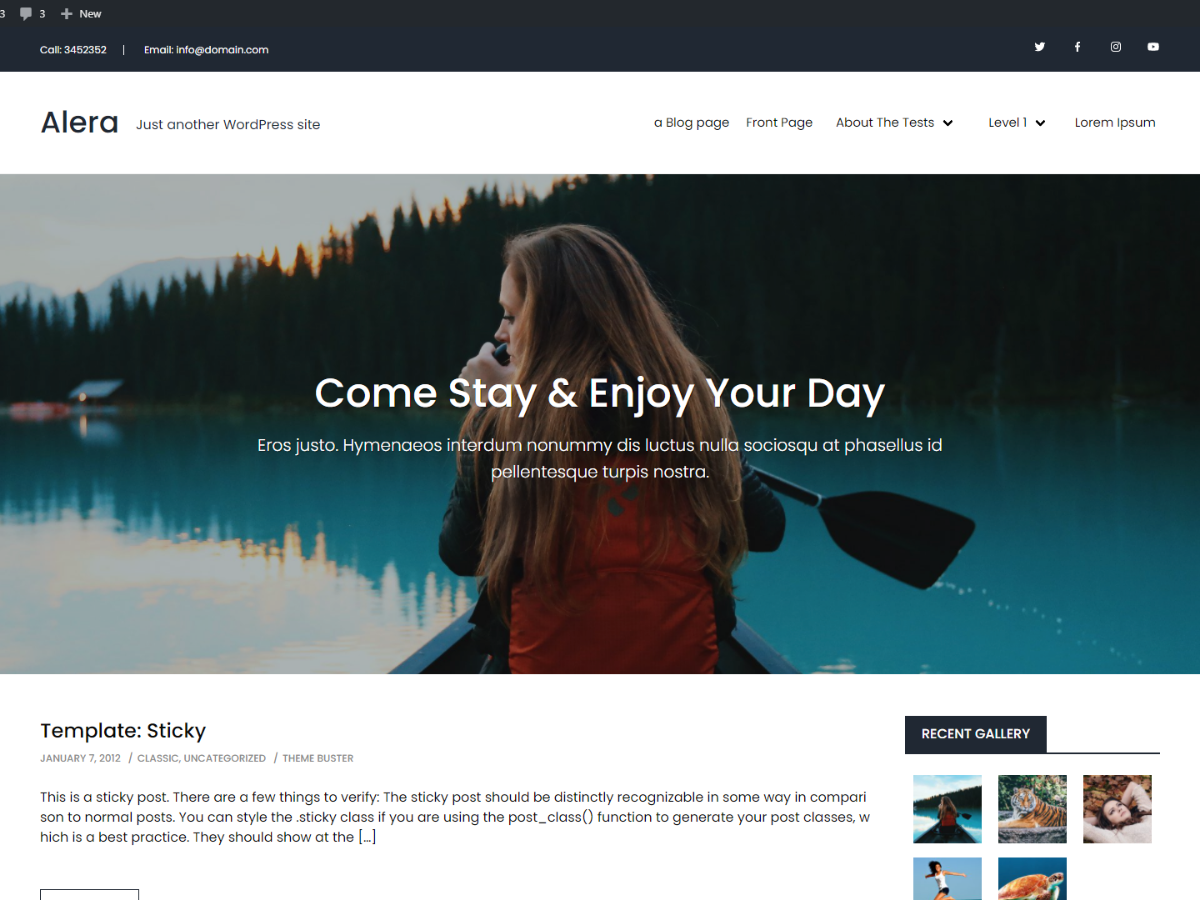 3 3 New
Call: 3452352 | Email: info@domain.com
Alera Just another WordPress site
a Blog page Front Page About The Tests Level 1 Lorem Ipsum
Come Stay & Enjoy Your Day
Eros justo. Hymenaeos interdum nonummy dis luctus nulla sociosqu at phasellus id
pellentesque turpis nostra.
Template: Sticky
JANUARY 7, 2012 / CLASSIC, UNCATEGORIZED / THEME BUSTER
This is a sticky post. There are a few things to verify: The sticky post should be distinctly recognizable in some way in compari
son to normal posts. You can style the .sticky class if you are using the post_class() function to generate your post classes, w
hich is a best practice. They should show at the [...]
RECENT GALLERY